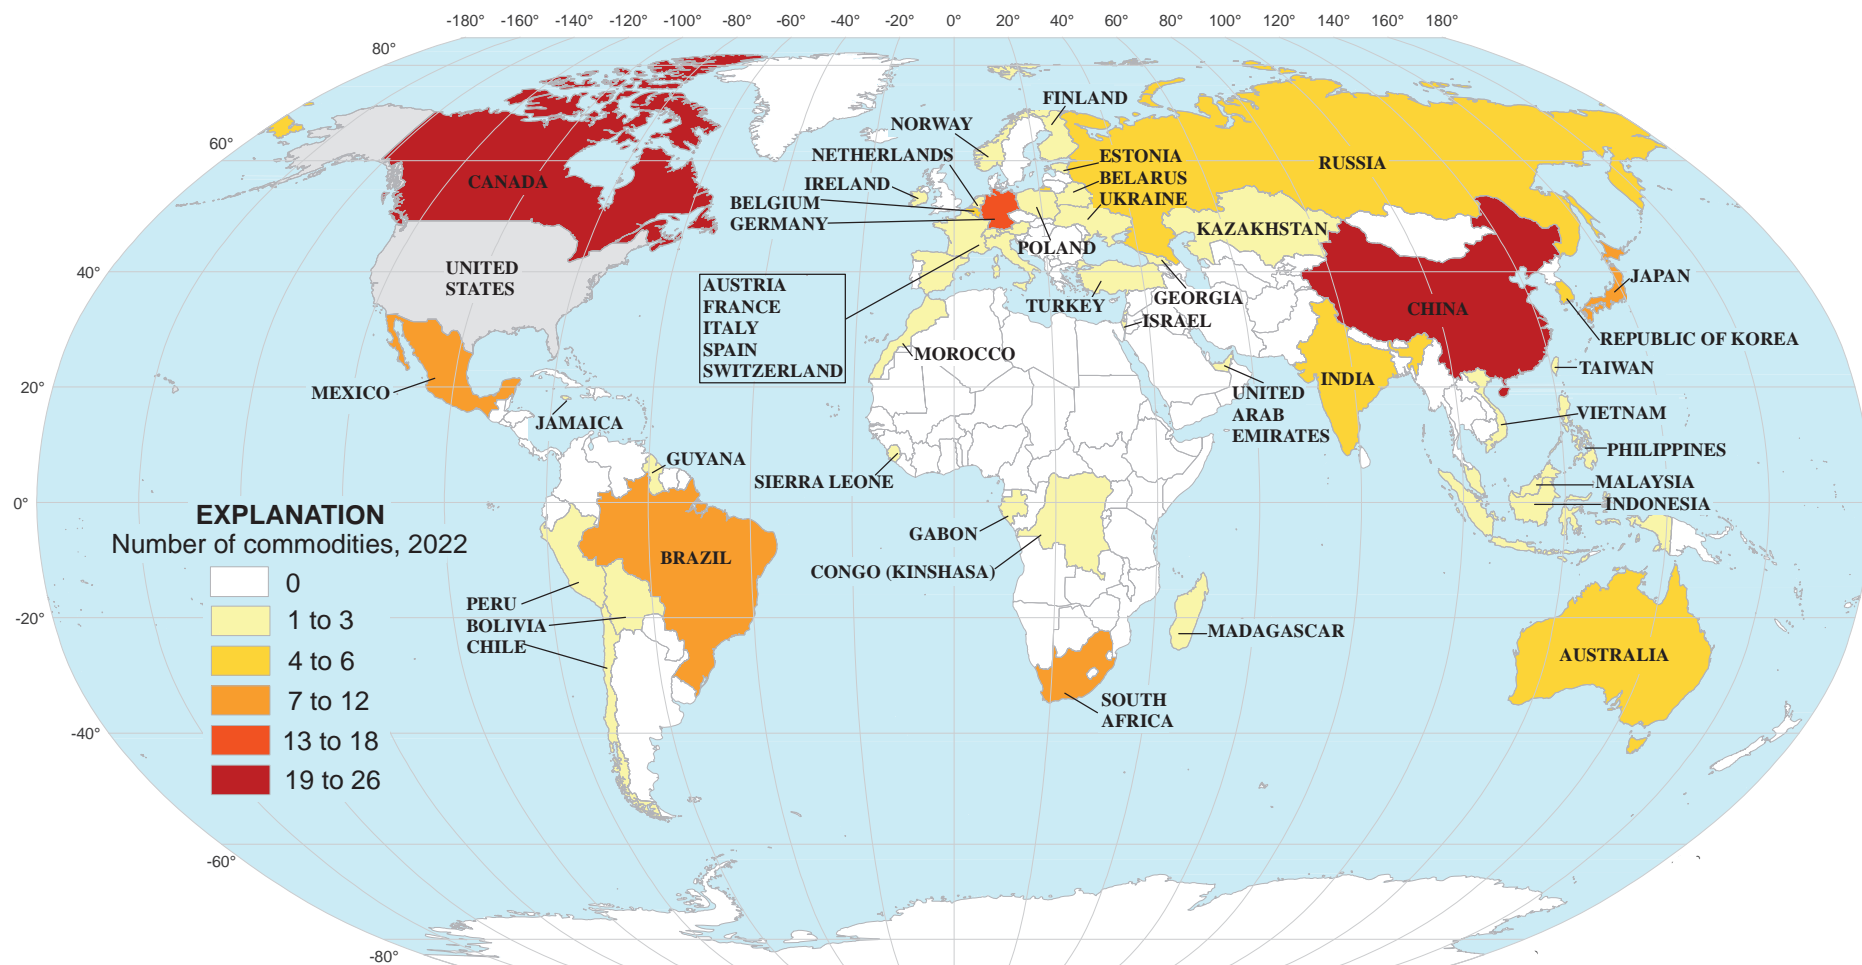 -180° -160° -140° -120° -100° -80° -60° -40° -20° 0° 20° 40° 60° 80° 100° 120° 140° 160° 180°
80°
60°
40°
20°
0°
-20°
-40°
-60°
-80°
FINLAND
NORWAY
NETHERLANDS
IRELAND
BELGIUM
GERMANY
ESTONIA
BELARUS
UKRAINE
RUSSIA
CANADA
KAZAKHSTAN
POLAND
UNITED
STATES
AUSTRIA
FRANCE
ITALY
SPAIN
SWITZERLAND
TURKEY
GEORGIA
ISRAEL
JAPAN
CHINA
REPUBLIC OF KOREA
MOROCCO
TAIWAN
MEXICO
INDIA
UNITED
ARAB
EMIRATES
JAMAICA
VIETNAM
GUYANA
PHILIPPINES
SIERRA LEONE
MALAYSIA
INDONESIA
GABON
BRAZIL
CONGO (KINSHASA)
PERU
BOLIVIA
CHILE
MADAGASCAR
AUSTRALIA
SOUTH
AFRICA
EXPLANATION
Number of commodities, 2022
0
1 to 3
4 to 6
7 to 12
13 to 18
19 to 26